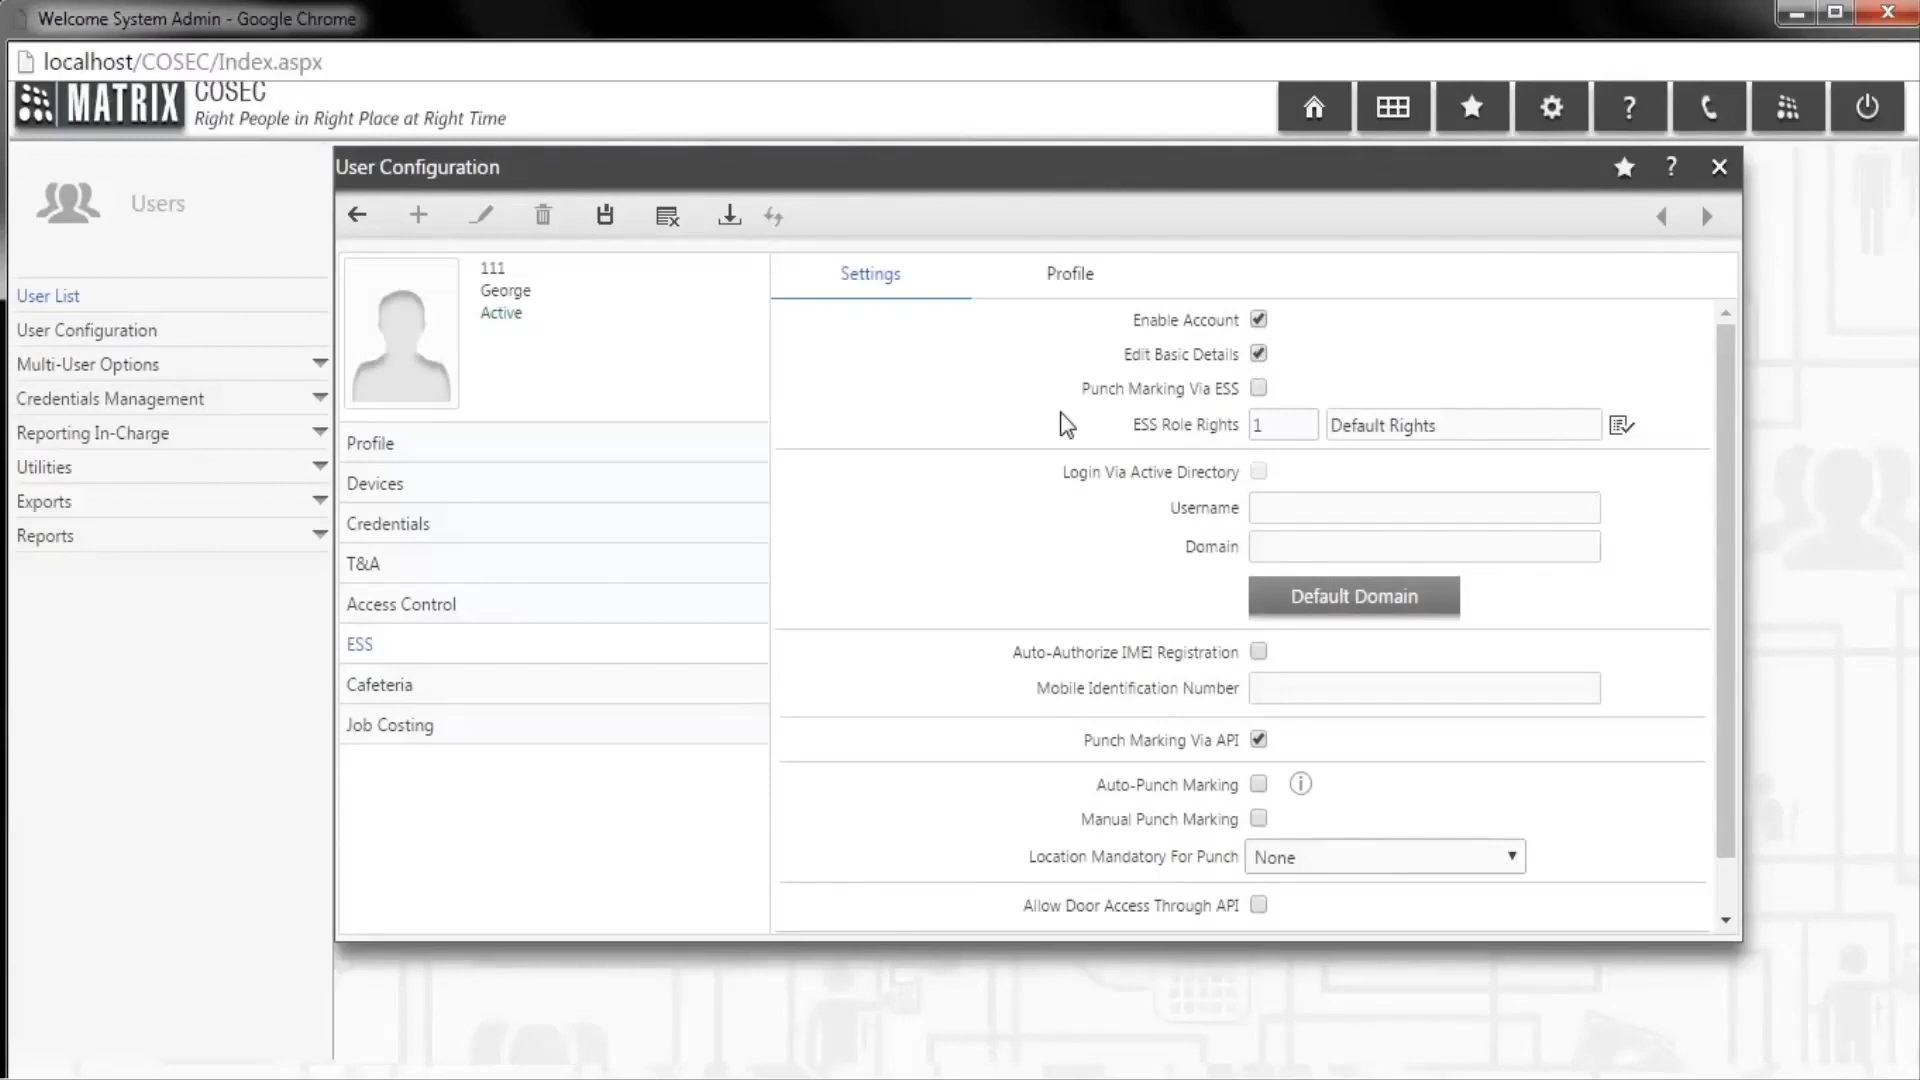 Welcome System Admin - Google Chrome
localhost/COSEC/Index.aspx
MATRIX
COSEC
Right People in Right Place at Right Time
Users
User List
User Configuration
Multi-User Options
Credentials Management
Reporting In-Charge
Utilities
Exports
Reports
User Configuration
111
George
Active
Profile
Devices
Credentials
T&A
Access Control
ESS
Cafeteria
Job Costing
Settings
Profile
Enable Account
Edit Basic Details
Punch Marking Via ESS
ESS Role Rights 1 Default Rights
Login Via Active Directory
Username
Domain
Default Domain
Auto-Authorize IMEI Registration
Mobile Identification Number
Punch Marking Via API
Auto-Punch Marking
Manual Punch Marking
Location Mandatory For Punch None
Allow Door Access Through API